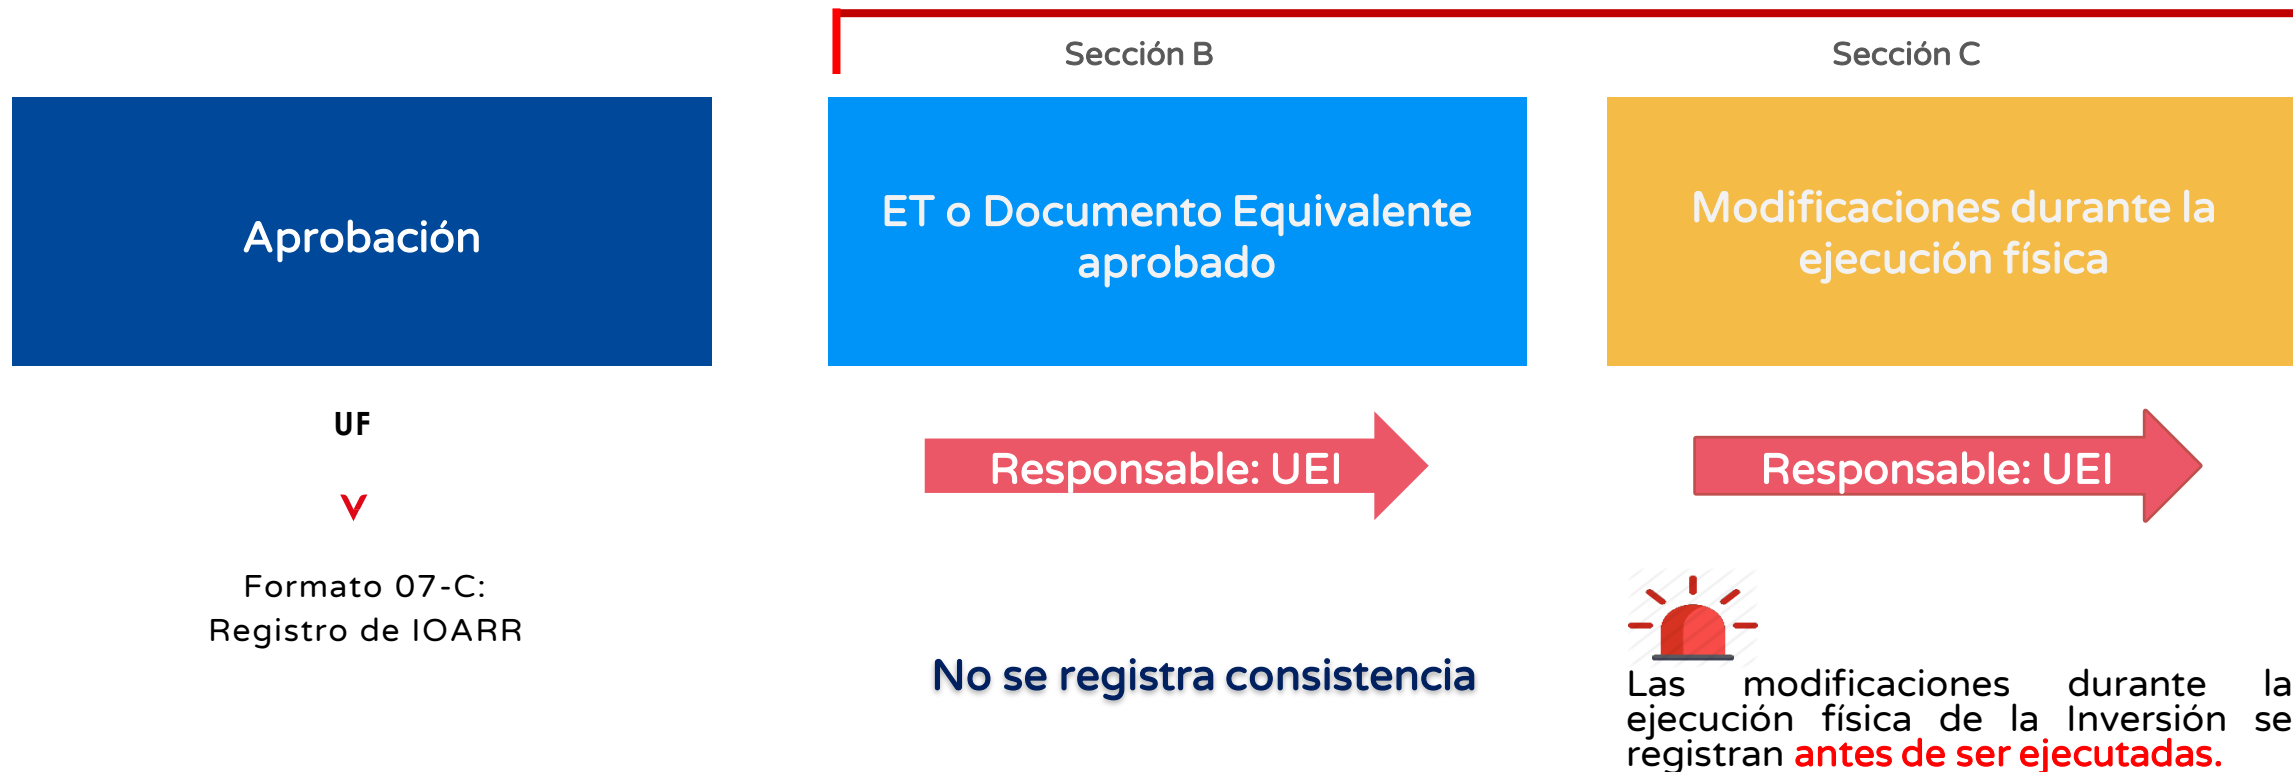 Sección B
Sección C
Aprobación
ET o Documento Equivalente
aprobado
Modificaciones durante la
ejecución física
UF
Responsable: UEI
Responsable: UEI
Formato 07-C:
Registro de IOARR
No se registra consistencia
Las modificaciones durante la
ejecución física de la Inversión se
registran antes de ser ejecutadas.